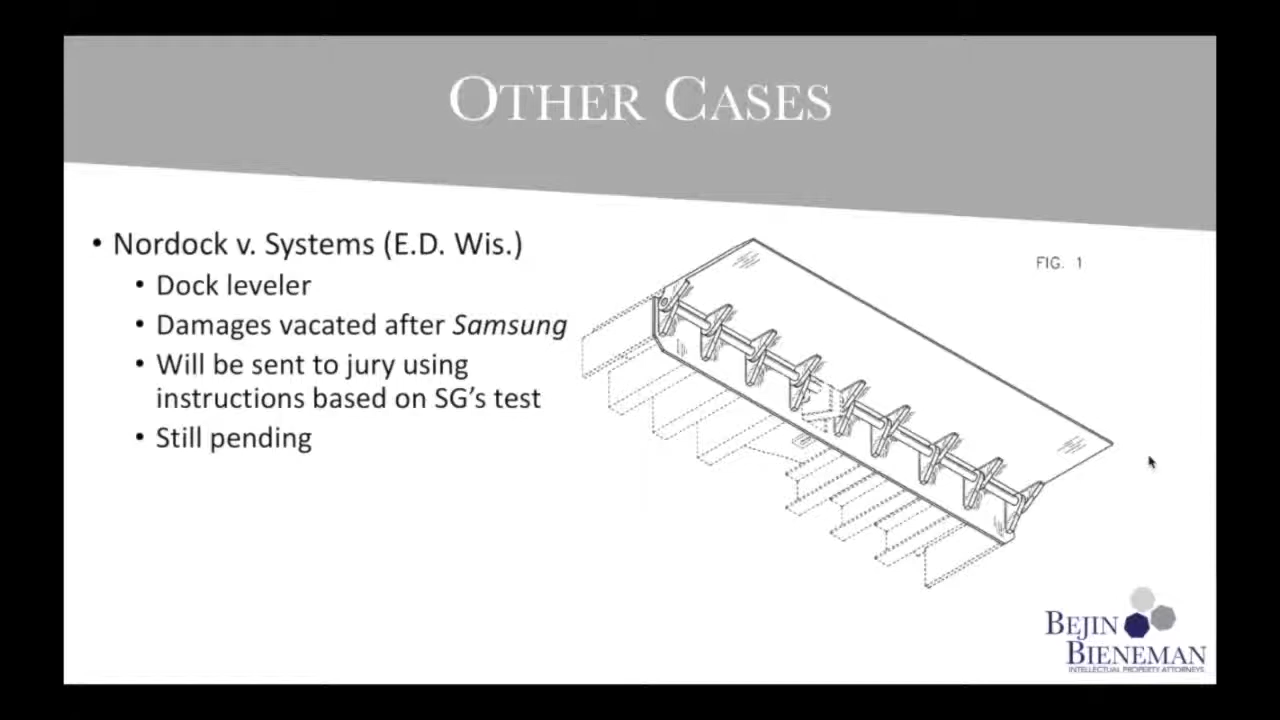 OTHER CASES
• Nordock v. Systems (E.D. Wis.)
• Dock leveler
• Damages vacated after Samsung
• Will be sent to jury using
instructions based on SG’s test
• Still pending
FIG. 1
BEJIN
BIENEMAN
INTELLECTUAL PROPERTY ATTORNEYS